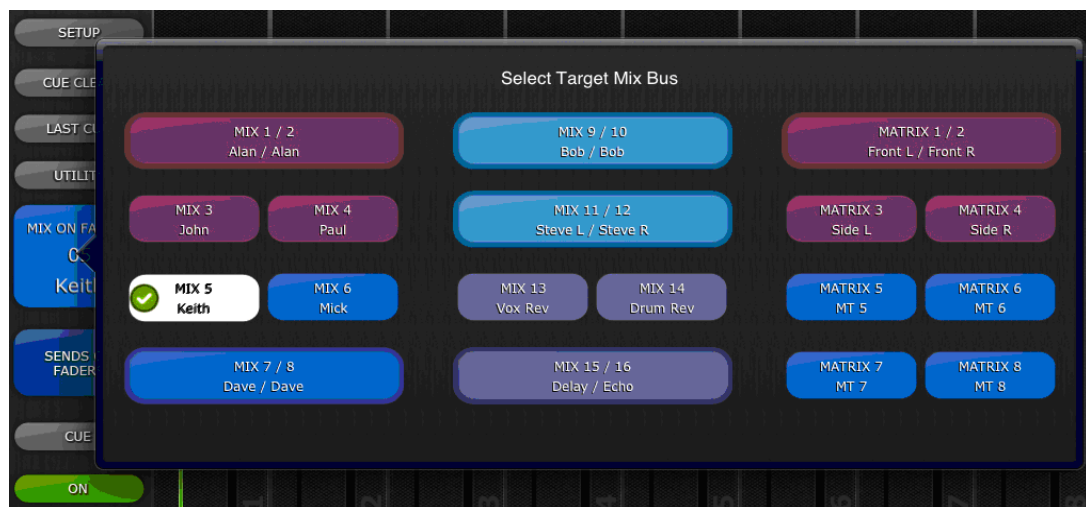 SETUP
CUE CLE
LAST CU
UTILIT
MIX ON FA
05
Keith
SENDS
FADER
CUE
ON
Select Target Mix Bus
MIX 1 / 2
Alan / Alan
MIX 9 / 10
Bob / Bob
MATRIX 1 / 2
Front L / Front R
MIX 3
John
MIX 4
Paul
MIX 11 / 12
Steve L / Steve R
MATRIX 3
Side L
MATRIX 4
Side R
MIX 5
Keith
MIX 6
Mick
MIX 13
Vox Rev
MIX 14
Drum Rev
MATRIX 5
MT 5
MATRIX 6
MT 6
MIX 7 / 8
Dave / Dave
MIX 15 / 16
Delay / Echo
MATRIX 7
MT 7
MATRIX 8
MT 8